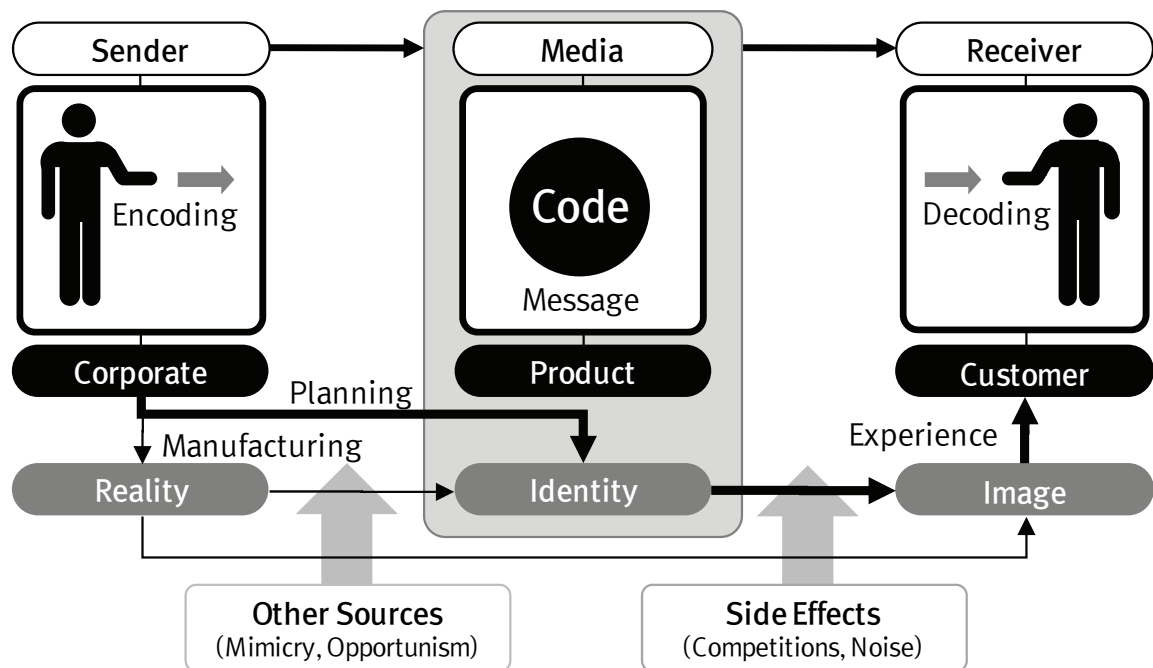 Sender
Media
Receiver
Encoding
Code
Message
Decoding
Corporate
Product
Customer
Planning
Manufacturing
Experience
Reality
Identity
Image
Other Sources
(Mimicry, Opportunism)
Side Effects
(Competitions, Noise)